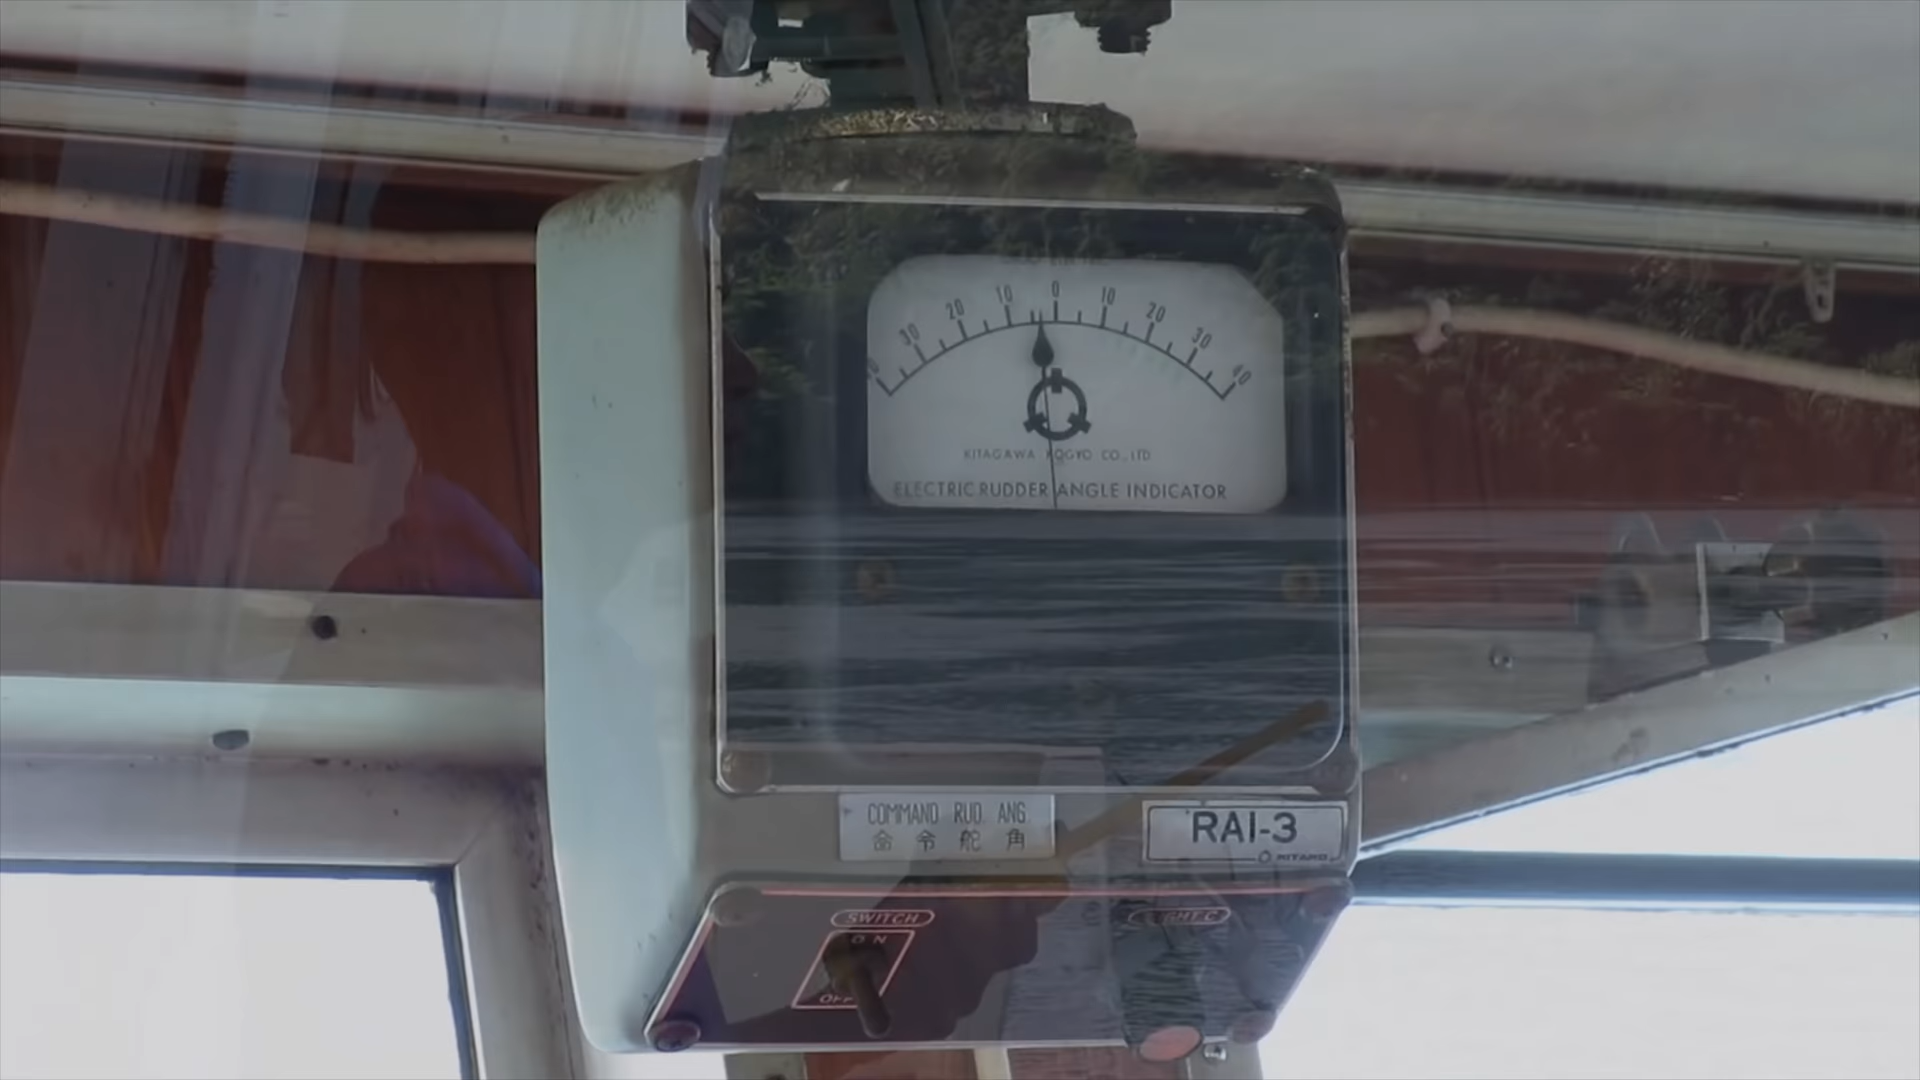 30 20 10 0 10 20 30 40
KITAGAWA KOGYO CO., LTD
ELECTRIC RUDDER ANGLE INDICATOR
COMMAND RUD. ANG.
命令舵角
RAI-3
SWITCH
ON
OFF